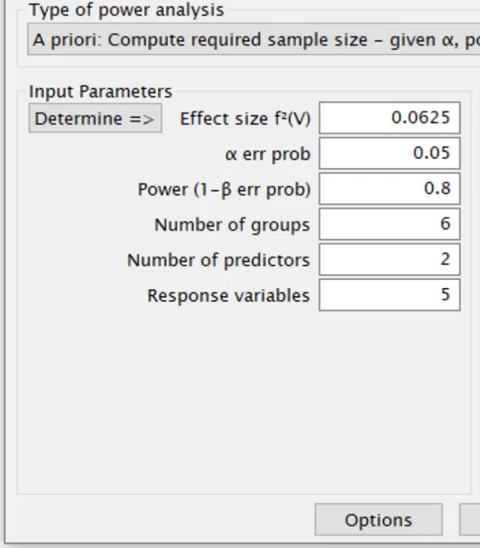 Type of power analysis
A priori: Compute required sample size – given α, po
Input Parameters
Determine => Effect size f²(V) 0.0625
α err prob 0.05
Power (1–β err prob) 0.8
Number of groups 6
Number of predictors 2
Response variables 5
Options